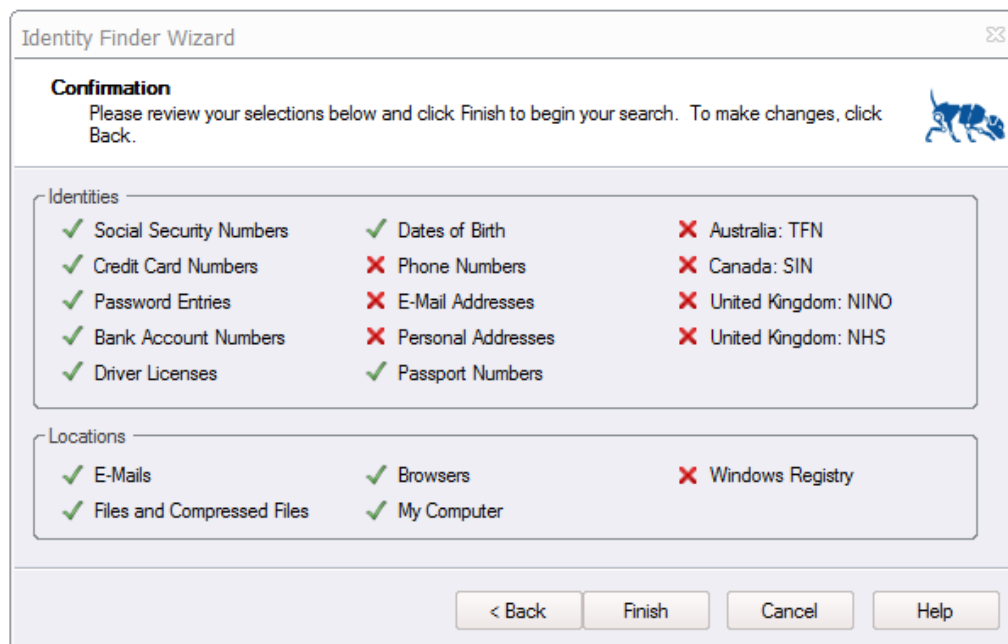 Identity Finder Wizard
Confirmation
Please review your selections below and click Finish to begin your search. To make changes, click
Back.
Identities
Social Security Numbers
Credit Card Numbers
Password Entries
Bank Account Numbers
Driver Licenses
Dates of Birth
Phone Numbers
E-Mail Addresses
Personal Addresses
Passport Numbers
Australia: TFN
Canada: SIN
United Kingdom: NINO
United Kingdom: NHS
Locations
E-Mails
Files and Compressed Files
Browsers
My Computer
Windows Registry
< Back
Finish
Cancel
Help